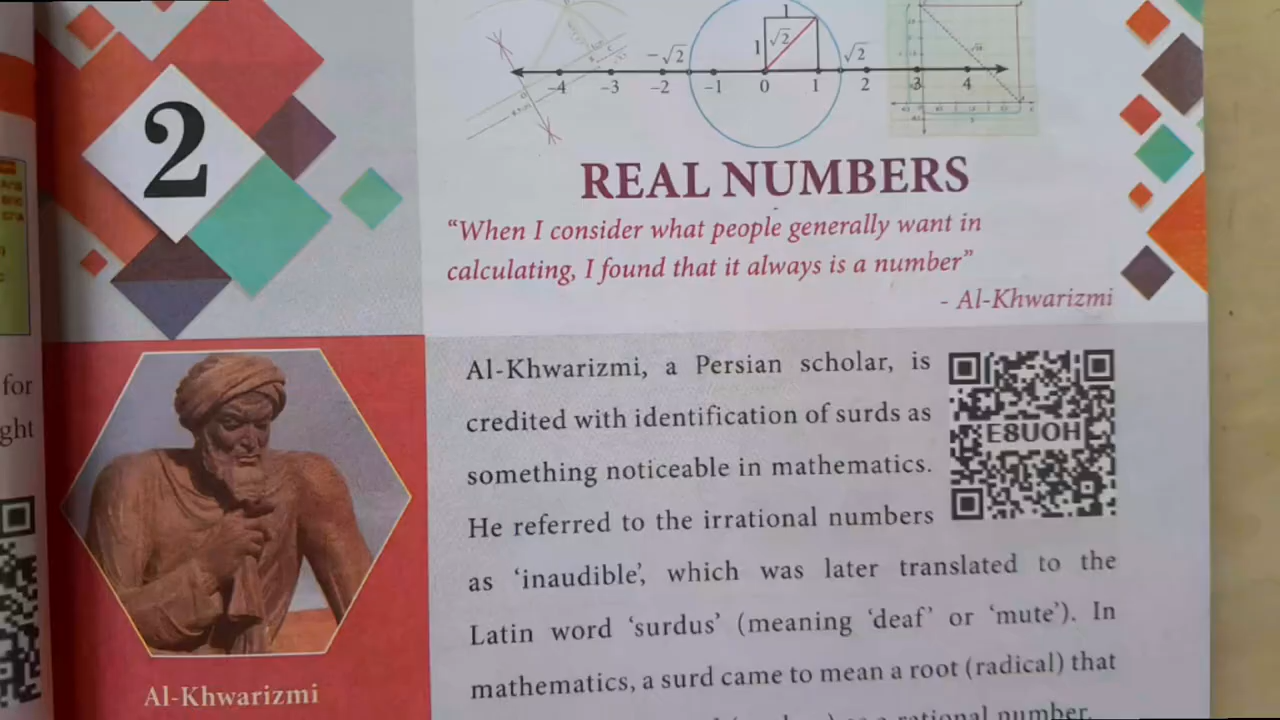 2
1
1
√2
−√2
√2
−4 −3 −2 −1 0 1 2 3 4
REAL NUMBERS
“When I consider what people generally want in
calculating, I found that it always is a number”
- Al-Khwarizmi
Al-Khwarizmi, a Persian scholar, is
credited with identification of surds as
something noticeable in mathematics.
He referred to the irrational numbers
as ‘inaudible’, which was later translated to the
Latin word ‘surdus’ (meaning ‘deaf’ or ‘mute’). In
mathematics, a surd came to mean a root (radical) that
rational number.
E8UOH
Al-Khwarizmi
for
ght